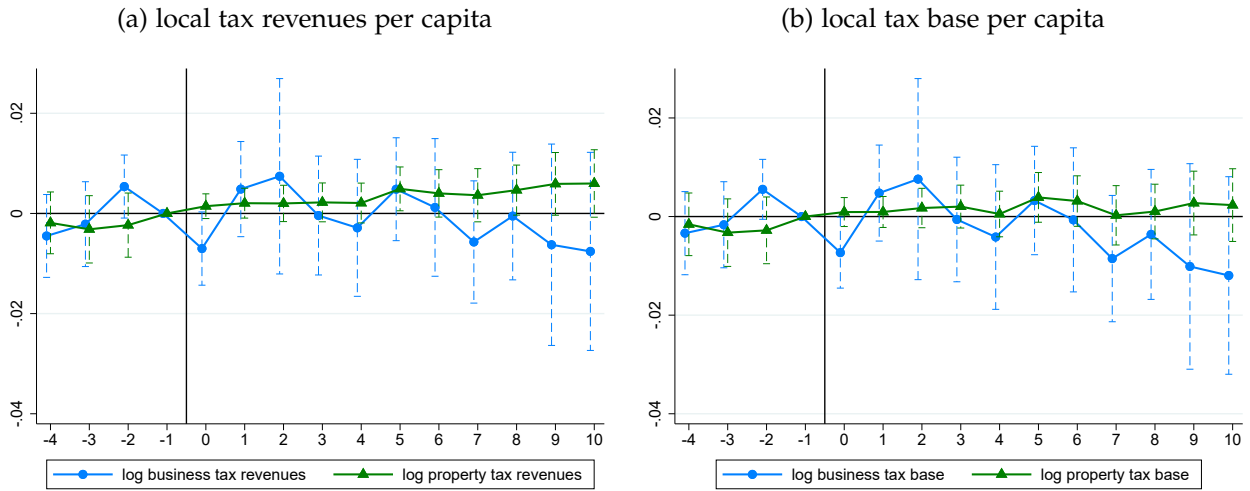 (a) local tax revenues per capita
.02
0
-.02
-.04
-4 -3 -2 -1 0 1 2 3 4 5 6 7 8 9 10
log business tax revenues log property tax revenues
(b) local tax base per capita
.02
0
-.02
-.04
-4 -3 -2 -1 0 1 2 3 4 5 6 7 8 9 10
log business tax base log property tax base